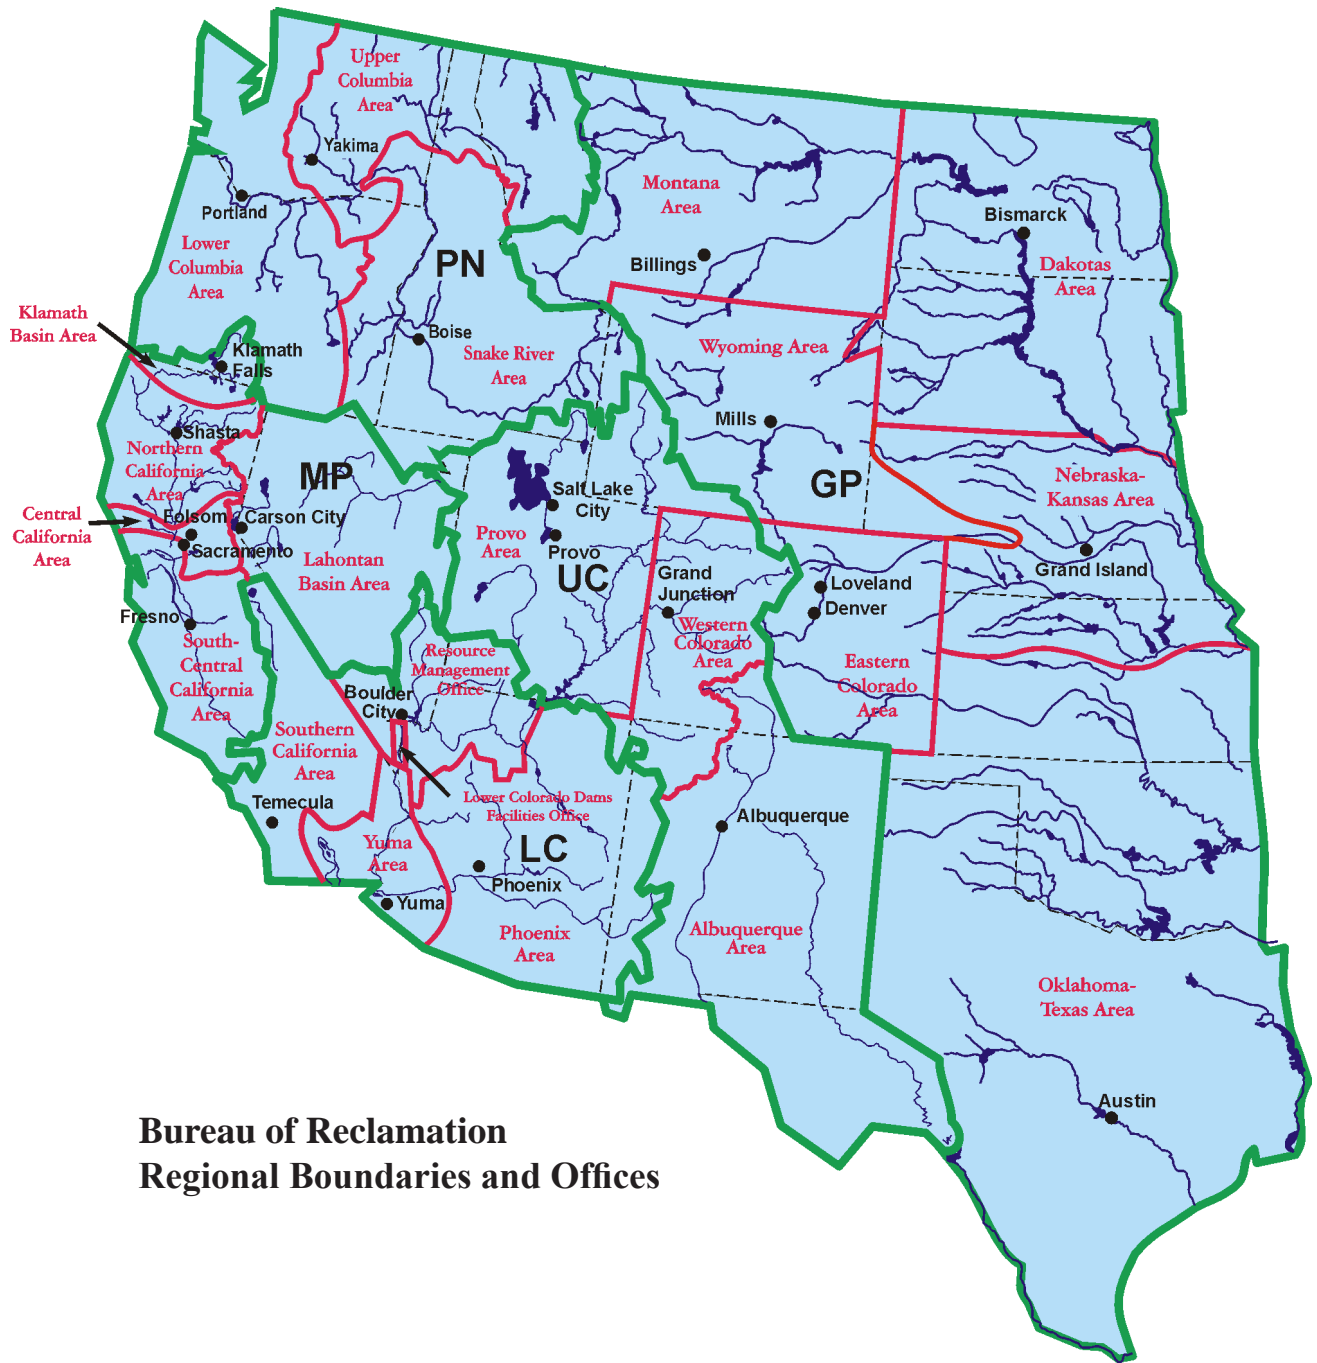 Upper
Columbia
Area
Yakima
Portland
Lower
Columbia
Area
PN
Montana
Area
Billings
Bismarck
Dakotas
Area
Klamath
Basin Area
Klamath
Falls
Boise
Snake River
Area
Wyoming Area
Mills
GP
Nebraska-
Kansas Area
Grand Island
Shasta
Northern
California
Area
MP
Central
California
Area
Folsom
Carson City
Sacramento
Lahontan
Basin Area
Salt Lake
City
Provo
Area
Provo
UC
Grand
Junction
Western
Colorado
Area
Loveland
Denver
Eastern
Colorado
Area
Fresno
South-
Central
California
Area
Resource
Management
Office
Boulder
City
Southern
California
Area
Temecula
Lower Colorado Dams
Facilities Office
LC
Yuma
Area
Phoenix
Yuma
Phoenix
Area
Albuquerque
Albuquerque
Area
Oklahoma-
Texas Area
Austin
Bureau of Reclamation
Regional Boundaries and Offices